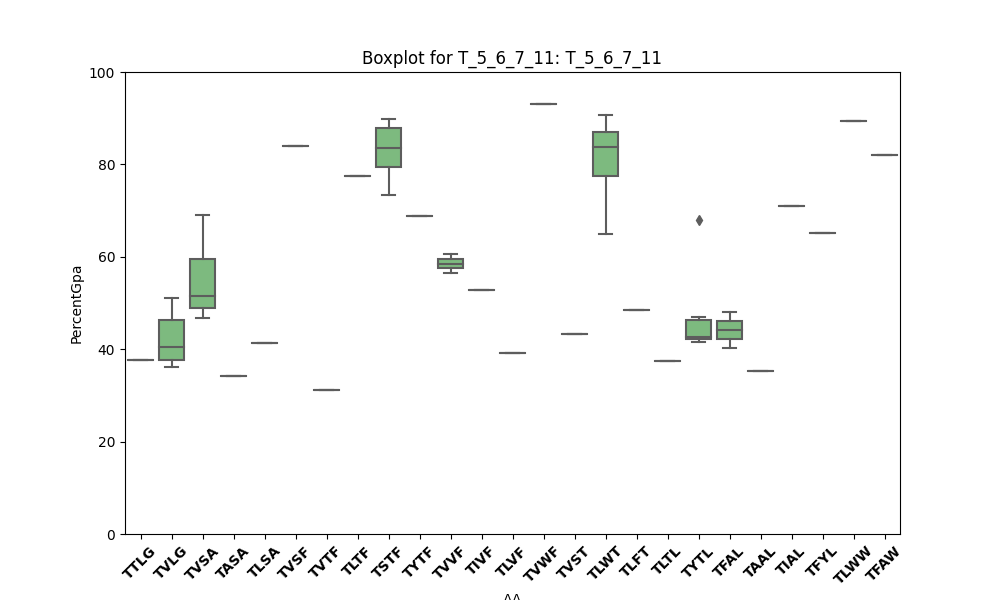 Boxplot for T_5_6_7_11: T_5_6_7_11
100
80
60
40
20
0
PercentGpa
TTLG TVLG TVSA TASA TLSA TVSF TVTF TLTF TSTF TYTF TVVF TIVF TLVF TVWF TVST TLWT TLFT TLTL TYTL TFAL TAAL TIAL TFYL TLWW TFAW
AA